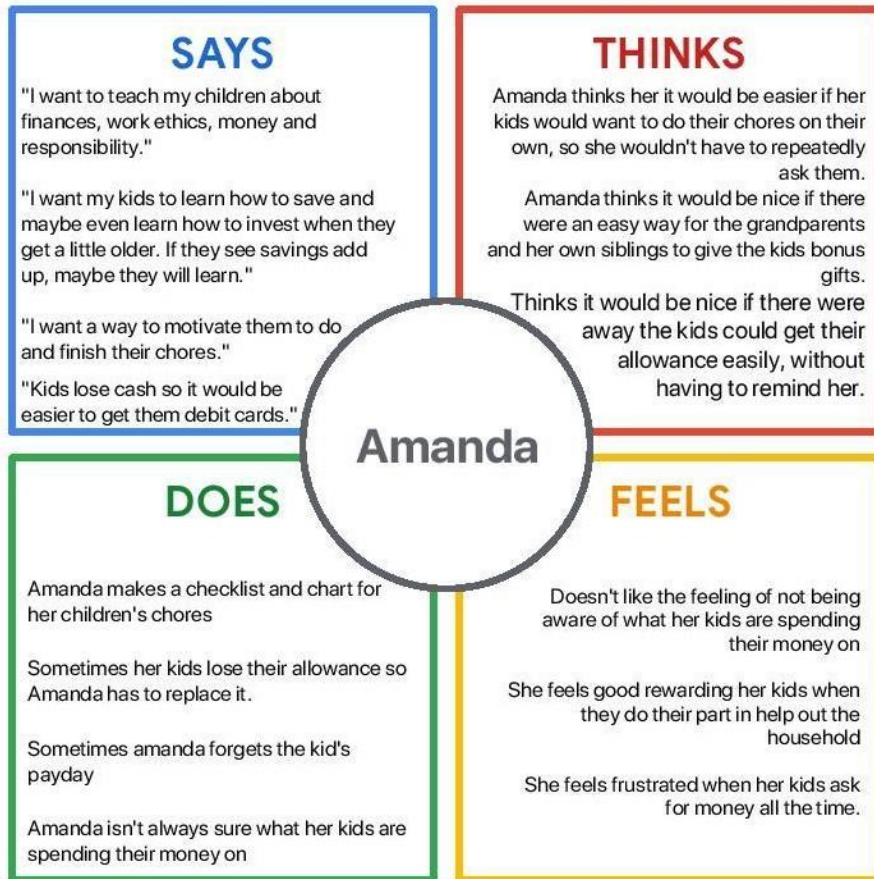 SAYS
"I want to teach my children about
finances, work ethics, money and
responsibility."
"I want my kids to learn how to save and
maybe even learn how to invest when they
get a little older. If they see savings add
up, maybe they will learn."
"I want a way to motivate them to do
and finish their chores."
"Kids lose cash so it would be
easier to get them debit cards."
THINKS
Amanda thinks her it would be easier if her
kids would want to do their chores on their
own, so she wouldn't have to repeatedly
ask them.
Amanda thinks it would be nice if there
were an easy way for the grandparents
and her own siblings to give the kids bonus
gifts.
Thinks it would be nice if there were
away the kids could get their
allowance easily, without
having to remind her.
Amanda
DOES
Amanda makes a checklist and chart for
her children's chores
Sometimes her kids lose their allowance so
Amanda has to replace it.
Sometimes amanda forgets the kid's
payday
Amanda isn't always sure what her kids are
spending their money on
FEELS
Doesn't like the feeling of not being
aware of what her kids are spending
their money on
She feels good rewarding her kids when
they do their part in help out the
household
She feels frustrated when her kids ask
for money all the time.